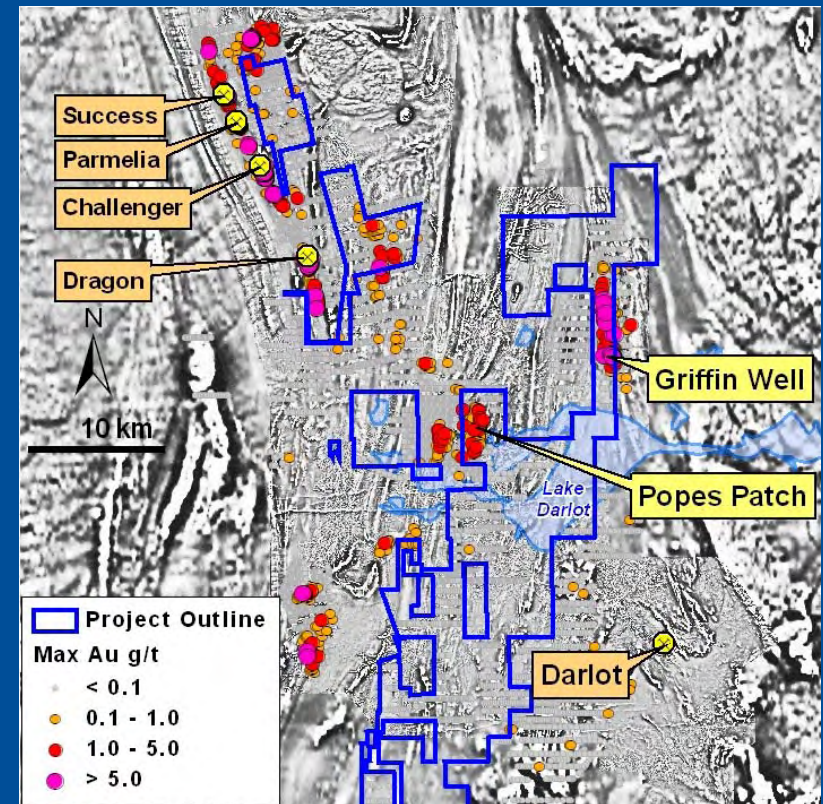 Success
Parmelia
Challenger
Dragon
N
10 km
Griffin Well
Popes Patch
Lake
Darlot
Darlot
Project Outline
Max Au g/t
< 0.1
0.1 - 1.0
1.0 - 5.0
> 5.0